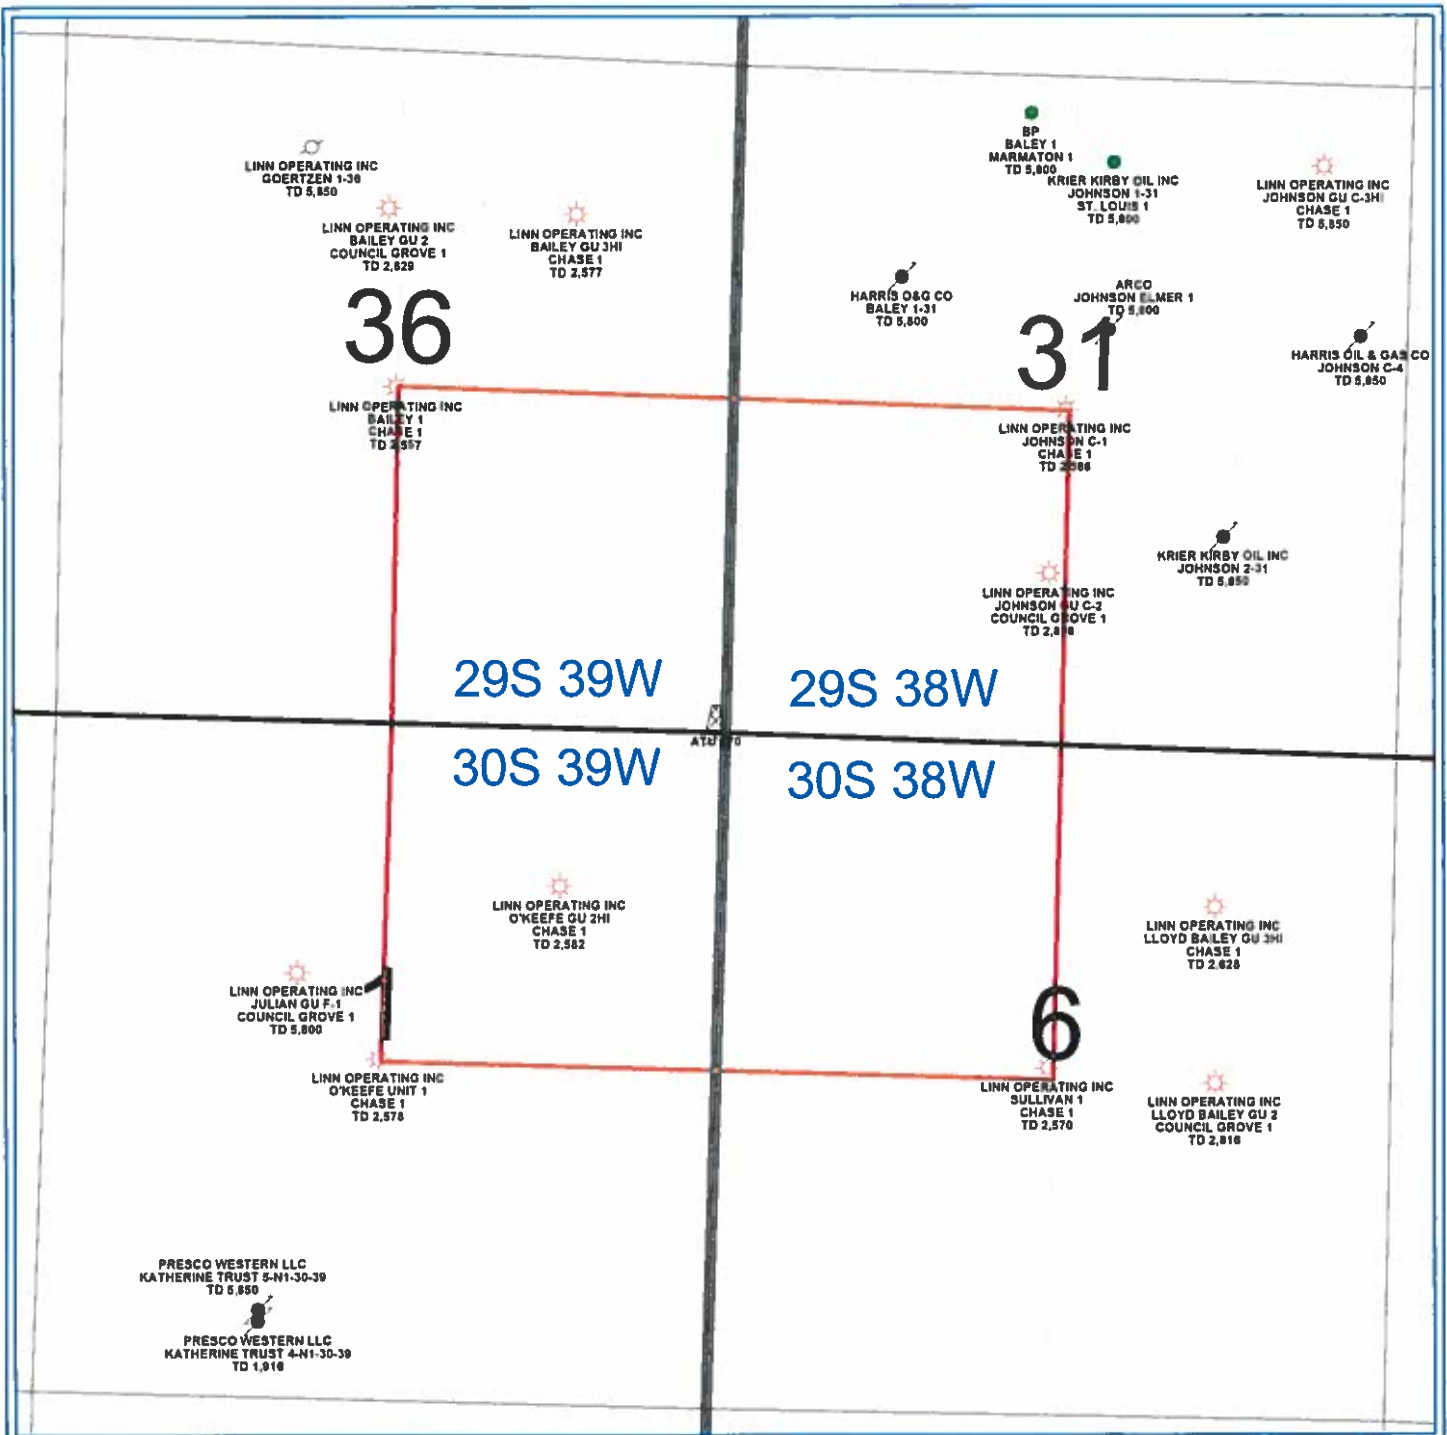 LINN OPERATING INC
GOERTZEN 1-36
TD 5,850
LINN OPERATING INC
BAILEY GU 2
COUNCIL GROVE 1
TD 2,829
LINN OPERATING INC
BAILEY GU 3HI
CHASE 1
TD 2,577
36
LINN OPERATING INC
BAILEY 1
CHASE 1
TD
BP
BALEY 1
MARMATON 1
TD 5,800
KRIER KIRBY OIL INC
JOHNSON 1-31
ST. LOUIS 1
TD 5,800
LINN OPERATING INC
JOHNSON GU C-3HI
CHASE 1
TD 5,850
HARRIS O&G CO
BALEY 1-31
TD 5,800
ARCO
JOHNSON ELMER 1
TD 5,800
31
HARRIS OIL & GAS CO
JOHNSON C-4
TD 5,850
LINN OPERATING INC
JOHNSON C-1
CHASE 1
TD
KRIER KIRBY OIL INC
JOHNSON 2-31
TD 5,850
LINN OPERATING INC
JOHNSON GU C-2
COUNCIL GROVE 1
TD
29S 39W
29S 38W
30S 39W
30S 38W
LINN OPERATING INC
O'KEEFE GU 2HI
CHASE 1
TD 2,582
LINN OPERATING INC
JULIAN GU F-1
COUNCIL GROVE 1
TD 5,800
1
LINN OPERATING INC
O'KEEFE UNIT 1
CHASE 1
TD 2,578
LINN OPERATING INC
LLOYD BAILEY GU 3HI
CHASE 1
TD 2,628
6
LINN OPERATING INC
SULLIVAN 1
CHASE 1
TD 2,570
LINN OPERATING INC
LLOYD BAILEY GU 2
COUNCIL GROVE 1
TD 2,816
PRESCO WESTERN LLC
KATHERINE TRUST 5-N1-30-39
TD 5,850
PRESCO WESTERN LLC
KATHERINE TRUST 4-N1-30-39
TD 1,916